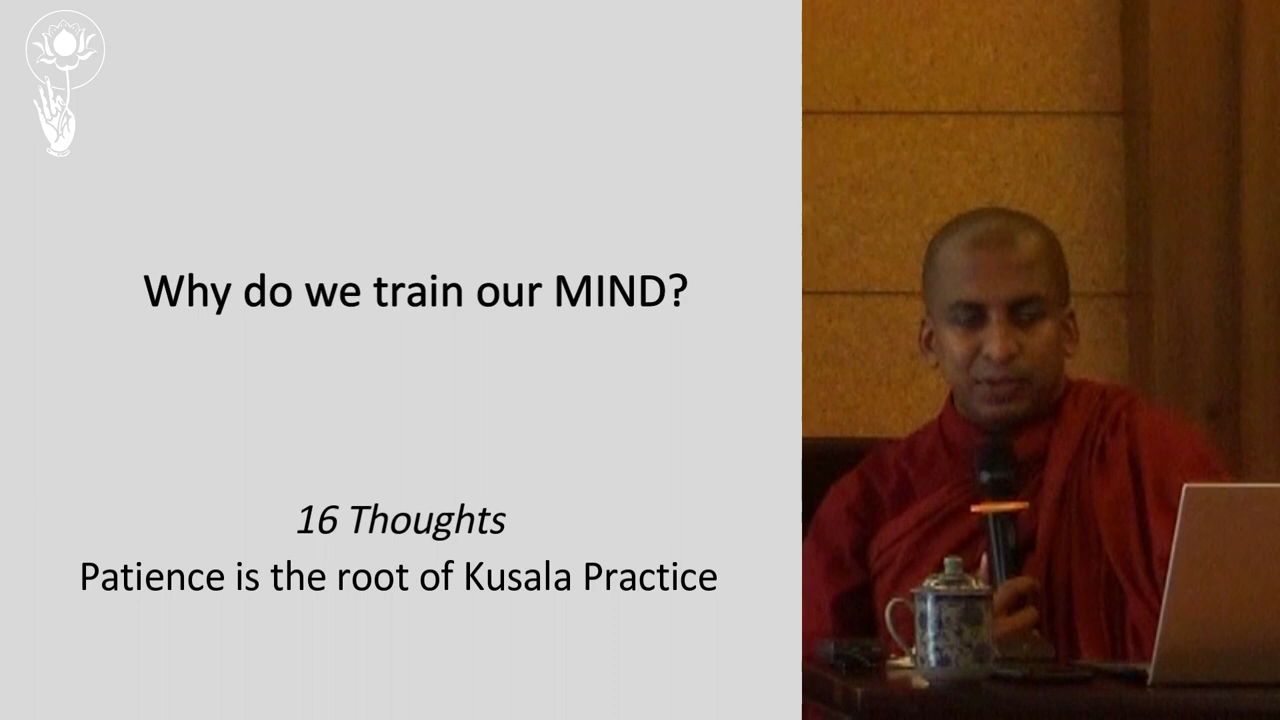 Why do we train our MIND?
16 Thoughts
Patience is the root of Kusala Practice